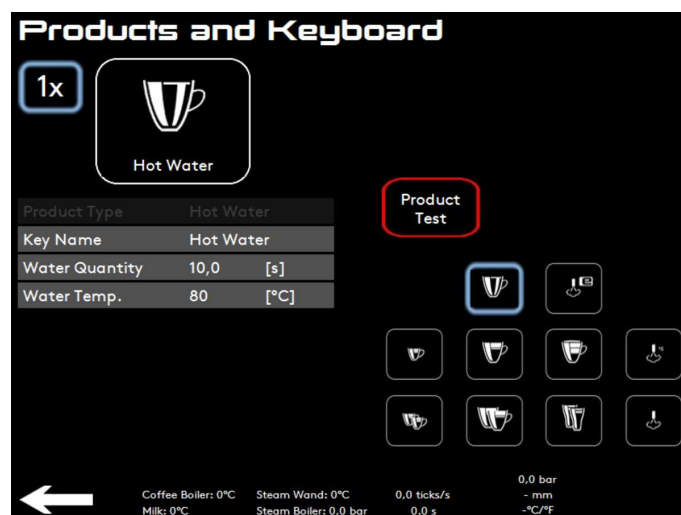 Products and Keyboard
1x
Hot Water
Product Type Hot Water
Key Name Hot Water
Water Quantity 10,0 [s]
Water Temp. 80 [°C]
Product
Test
Coffee Boiler: 0°C Steam Wand: 0°C 0,0 ticks/s 0,0 bar
- mm
Milk: 0°C Steam Boiler: 0,0 bar 0,0 s -°C/°F